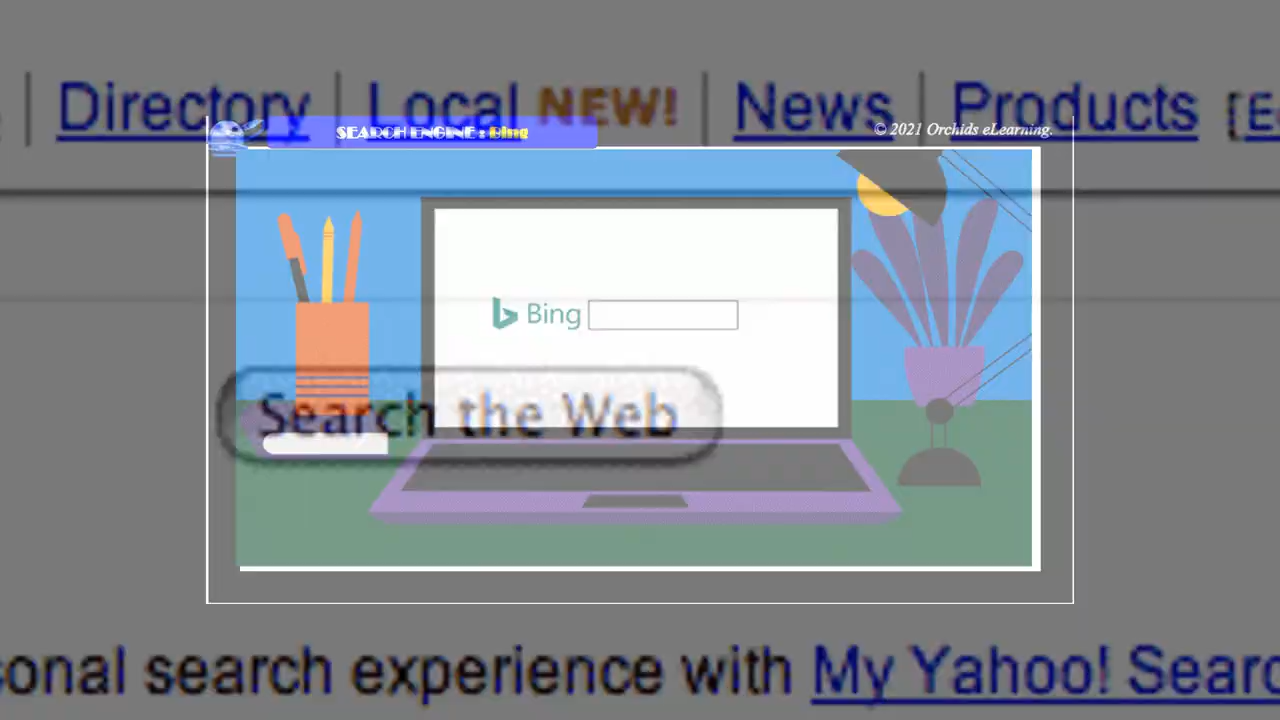 Directory Local NEW! News Products [E
SEARCH ENGINE : Bing
© 2021 Orchids eLearning.
Bing
Search the Web
sonal search experience with My Yahoo! Searc